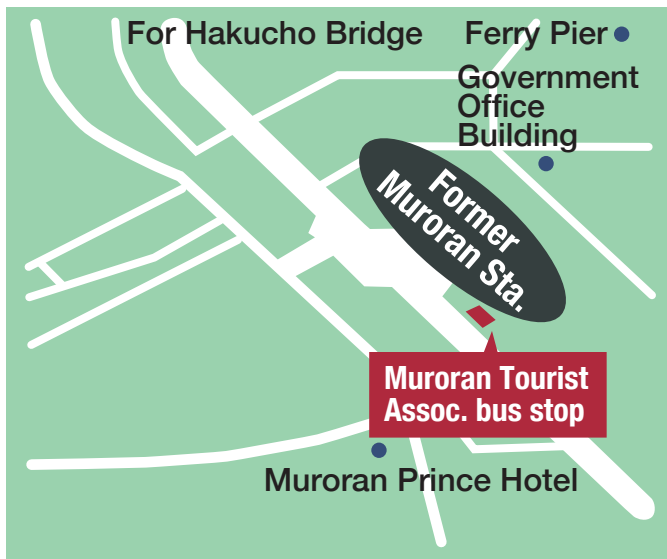 For Hakucho Bridge
Ferry Pier
Government
Office
Building
Former
Muroran Sta.
Muroran Tourist
Assoc. bus stop
Muroran Prince Hotel